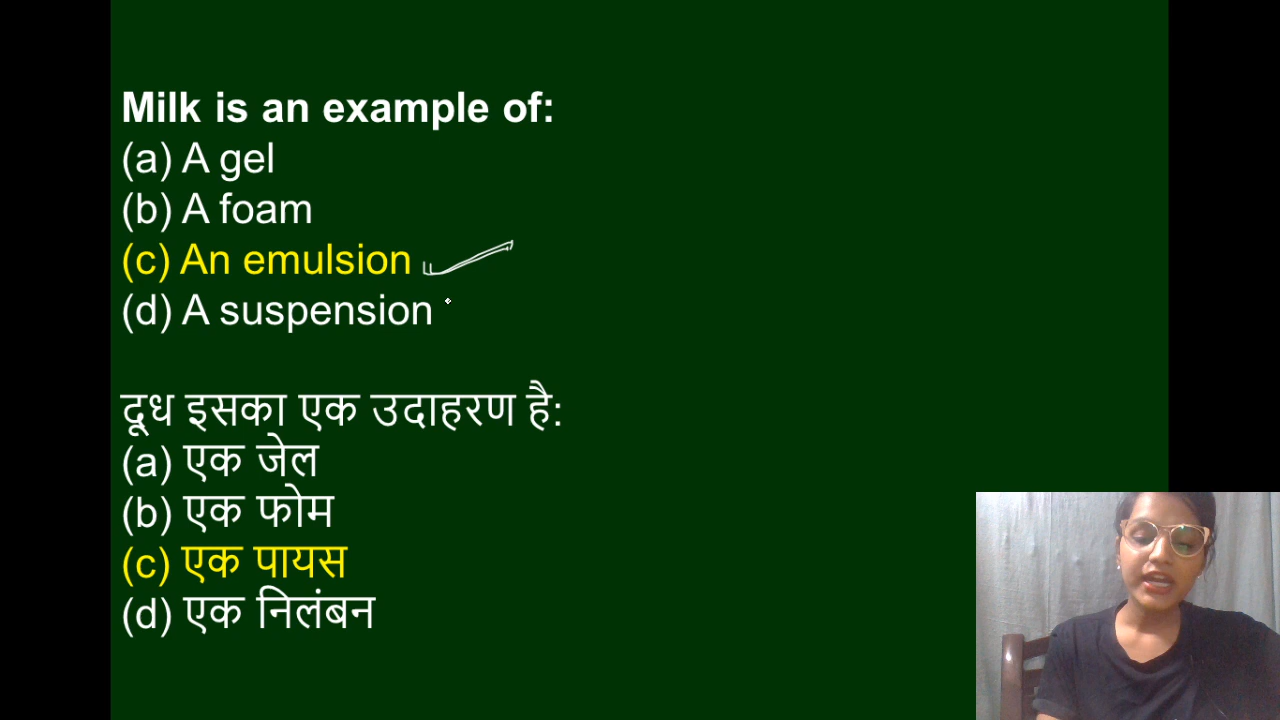 Milk is an example of:
(a) A gel
(b) A foam
(c) An emulsion
(d) A suspension
दूध इसका एक उदाहरण है:
(a) एक जेल
(b) एक फोम
(c) एक पायस
(d) एक निलंबन